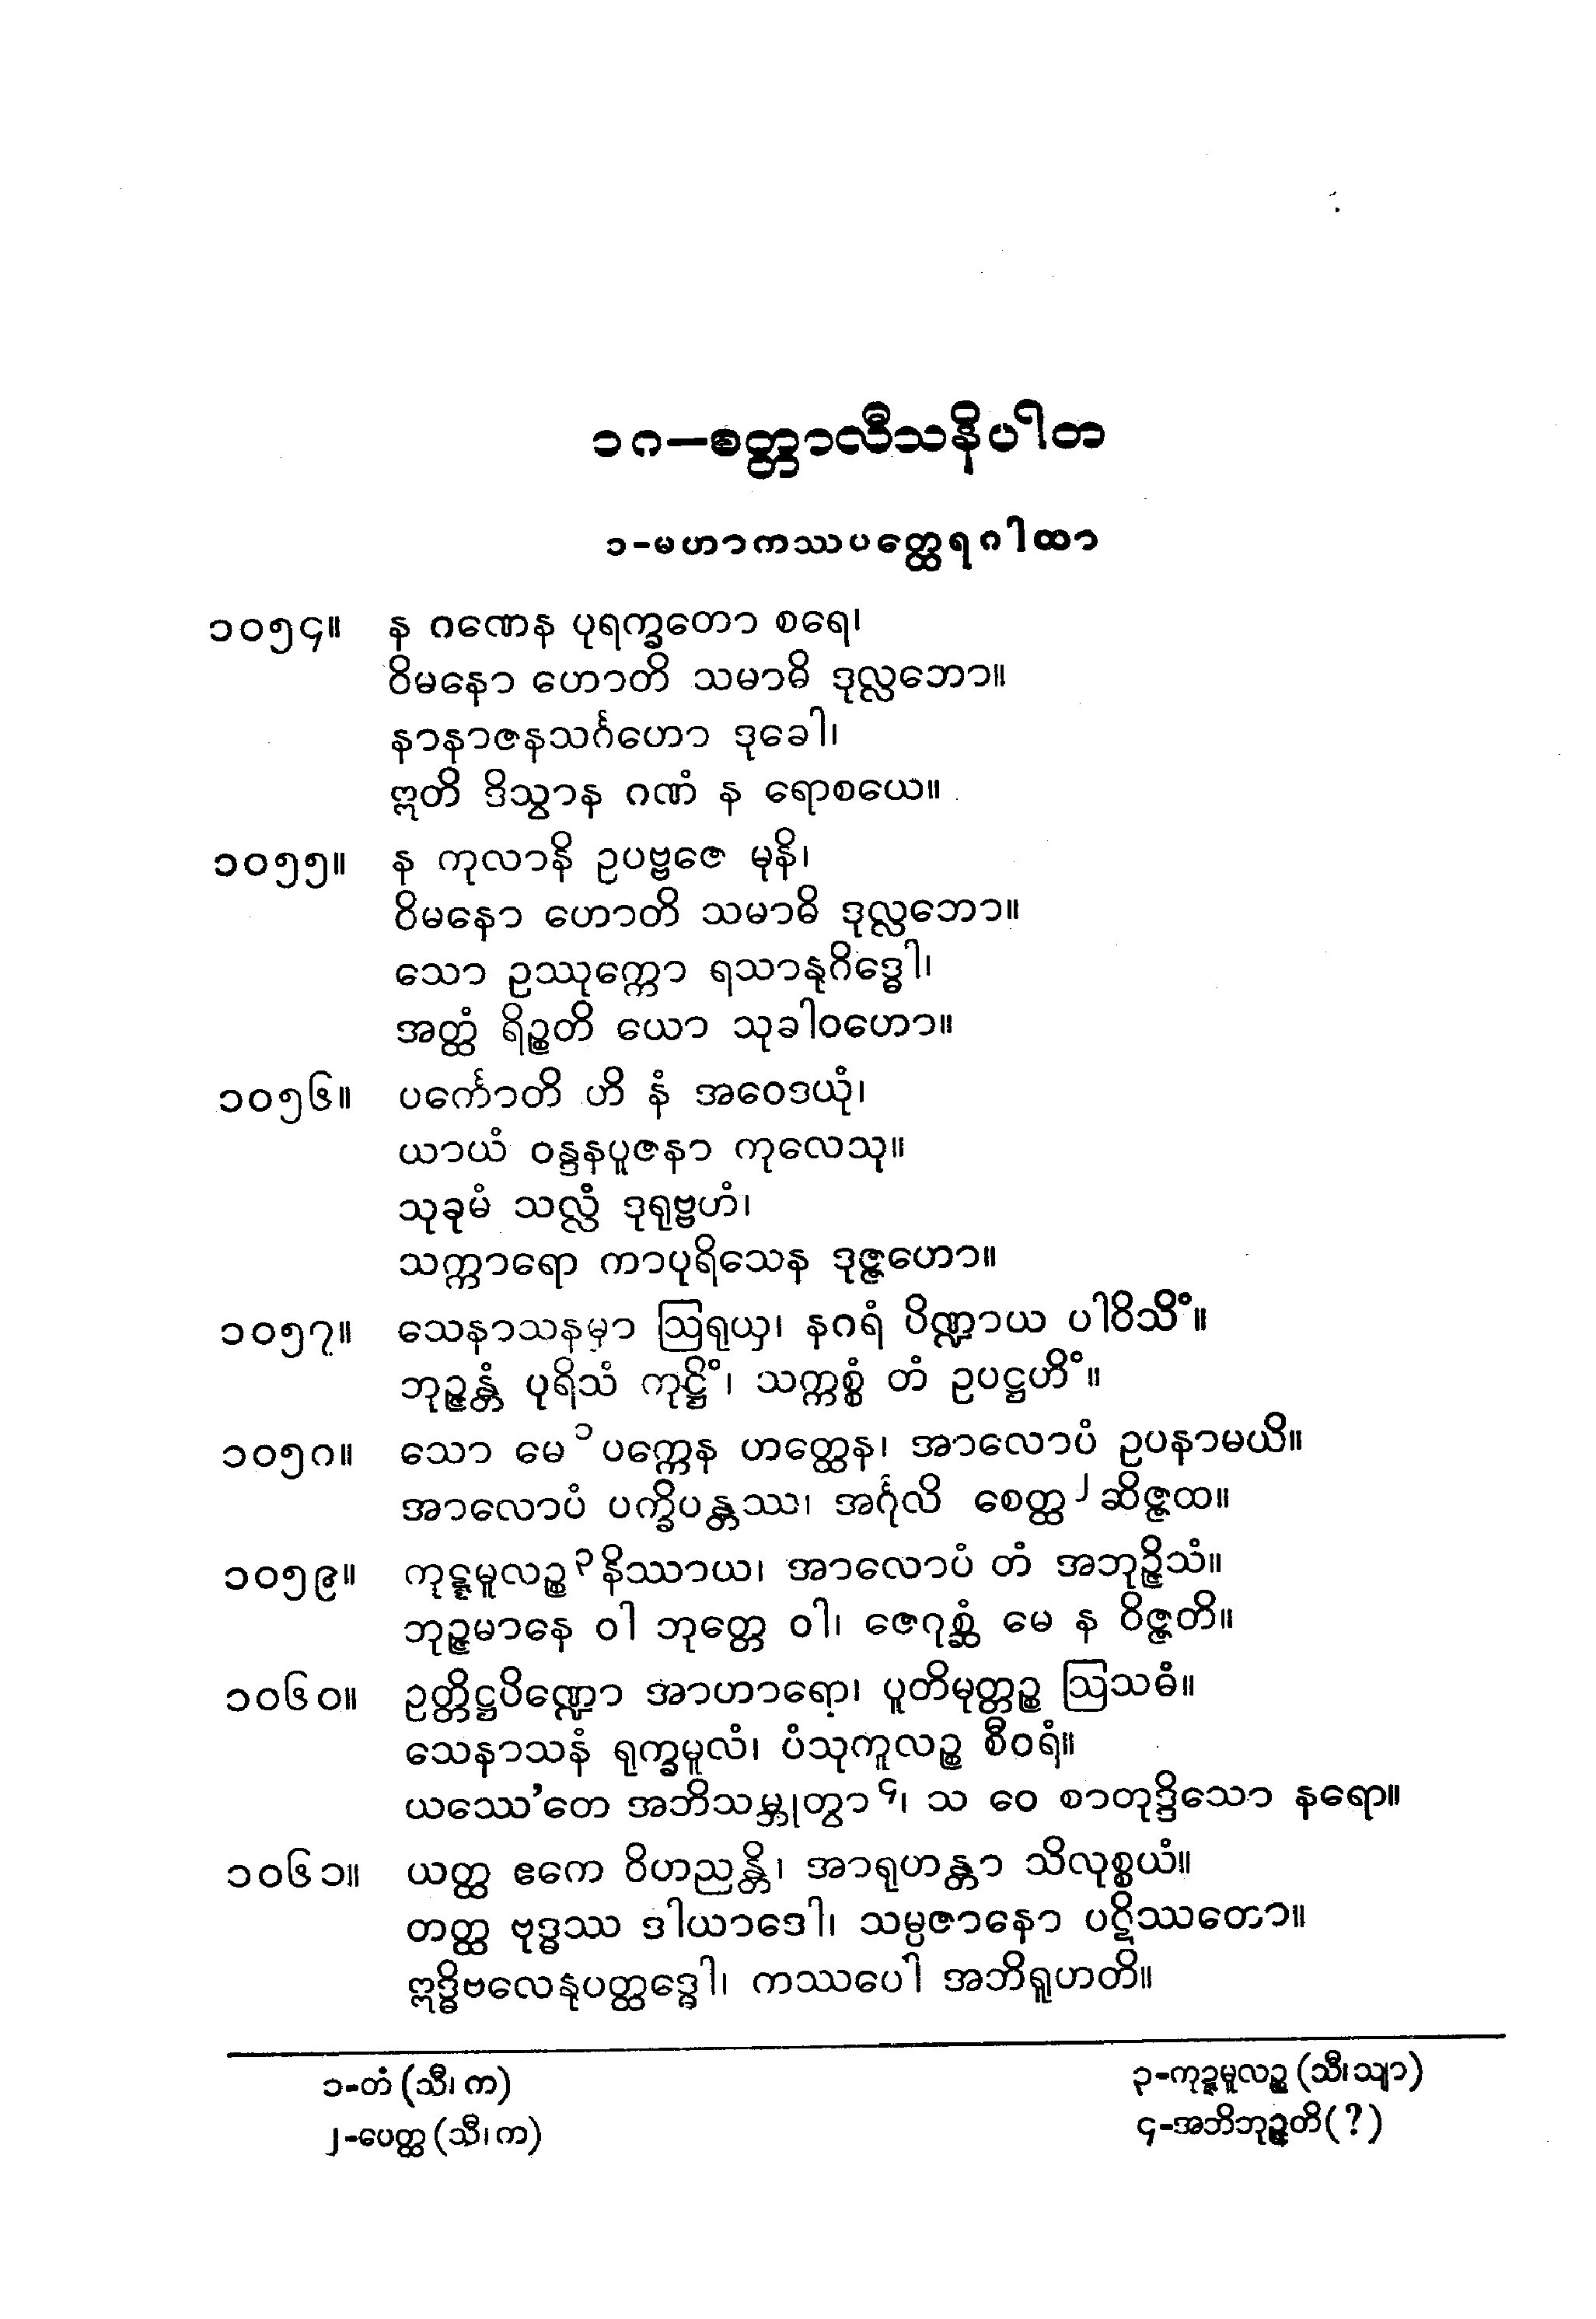 ၁၈–စတ္တာလီသနိပါတ
၁-မဟာကဿပတ္ထေရဂါထာ
၁၀၅၄။ န ဂဏေန ပုရက္ခတော စရေ၊
ဝိမနော ဟောတိ သမာဓိ ဒုလ္လဘော။
နာနာဇနသင်္ဂဟော ဒုခေါ၊
ဣတိ ဒိသွာန ဂဏံ န ရောစယေ။
၁၀၅၅။ န ကုလာနိ ဥပဗ္ဗဇေ မုနိ၊
ဝိမနော ဟောတိ သမာဓိ ဒုလ္လဘော။
သော ဥဿုက္ကော ရသာနုဂိဒ္ဓေါ၊
အတ္ထံ ရိဉ္စတိ ယော သုခါဝဟော။
၁၀၅၆။ ပင်္ကောတိ ဟိ နံ အဝေဒယုံ၊
ယာယံ ဝန္ဒနပူဇနာ ကုလေသု။
သုခုမံ သလ္လံ ဒုရုဗ္ဗဟံ၊
သက္ကာရော ကာပုရိသေန ဒုဇ္ဇဟော။
၁၀၅၇။ သေနာသနမှာ ဩရုယှ၊ နဂရံ ပိဏ္ဍာယ ပါဝိသိံ။
ဘုဉ္ဇန္တံ ပုရိသံ ကုဋ္ဌိံ၊ သက္ကစ္စံ တံ ဥပဋ္ဌဟိံ။
၁၀၅၈။ သော မေ ၁ ပက္ကေန ဟတ္ထေန၊ အာလောပံ ဥပနာမယိ။
အာလောပံ ပက္ခိပန္တဿ၊ အင်္ဂုလိ စေတ္ထ ၂ ဆိဇ္ဇထ။
၁၀၅၉။ ကုဋ္ဋမူလဉ္စ ၃ နိဿာယ၊ အာလောပံ တံ အဘုဉ္ဇိသံ။
ဘုဉ္ဇမာနေ ဝါ ဘုတ္တေ ဝါ၊ ဇေဂုစ္ဆံ မေ န ဝိဇ္ဇတိ။
၁၀၆၀။ ဥတ္တိဋ္ဌပိဏ္ဍော အာဟာရော၊ ပူတိမုတ္တဉ္စ ဩသဓံ။
သေနာသနံ ရုက္ခမူလံ၊ ပံသုကူလဉ္စ စီဝရံ။
ယဿေ’တေ အဘိသမ္ဘုတွာ ၄၊ သ ဝေ စာတုဒ္ဒိသော နရော။
၁၀၆၁။ ယတ္ထ ဧကေ ဝိဟညန္တိ၊ အာရုဟန္တာ သိလုစ္စယံ။
တတ္ထ ဗုဒ္ဓဿ ဒါယာဒေါ၊ သမ္ပဇာနော ပဋိဿတော။
ဣဒ္ဓိဗလေနုပတ္ထဒ္ဓေါ၊ ကဿပေါ အဘိရူဟတိ။
၁-တံ (သီ၊ က)
၂-ပေတ္ထ (သီ၊ က)
၃-ကုဍ္ဍမူလဉ္စ (သီ၊ သျာ)
၄-အဘိဘုဉ္ဇတိ (?)